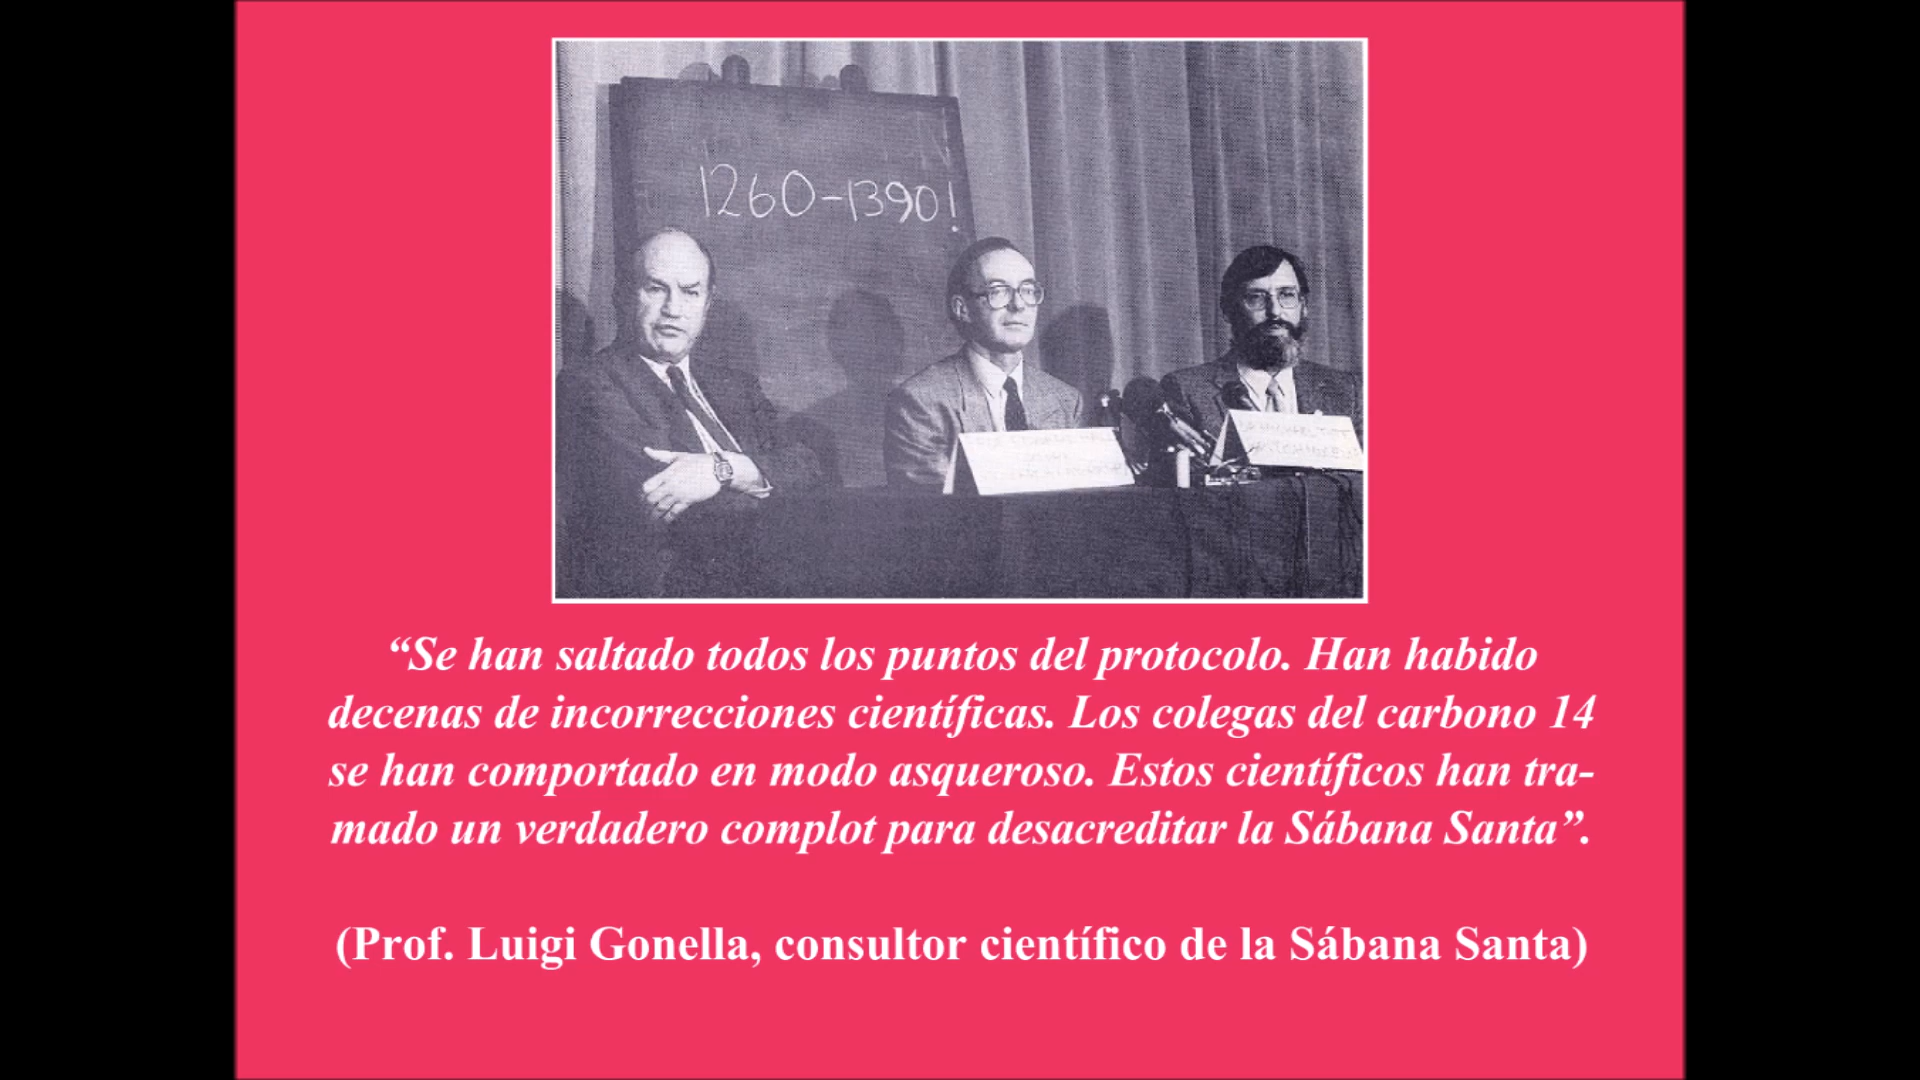 1260-1390!
“Se han saltado todos los puntos del protocolo. Han habido
decenas de incorrecciones científicas. Los colegas del carbono 14
se han comportado en modo asqueroso. Estos científicos han tra-
mado un verdadero complot para desacreditar la Sábana Santa”.
(Prof. Luigi Gonella, consultor científico de la Sábana Santa)